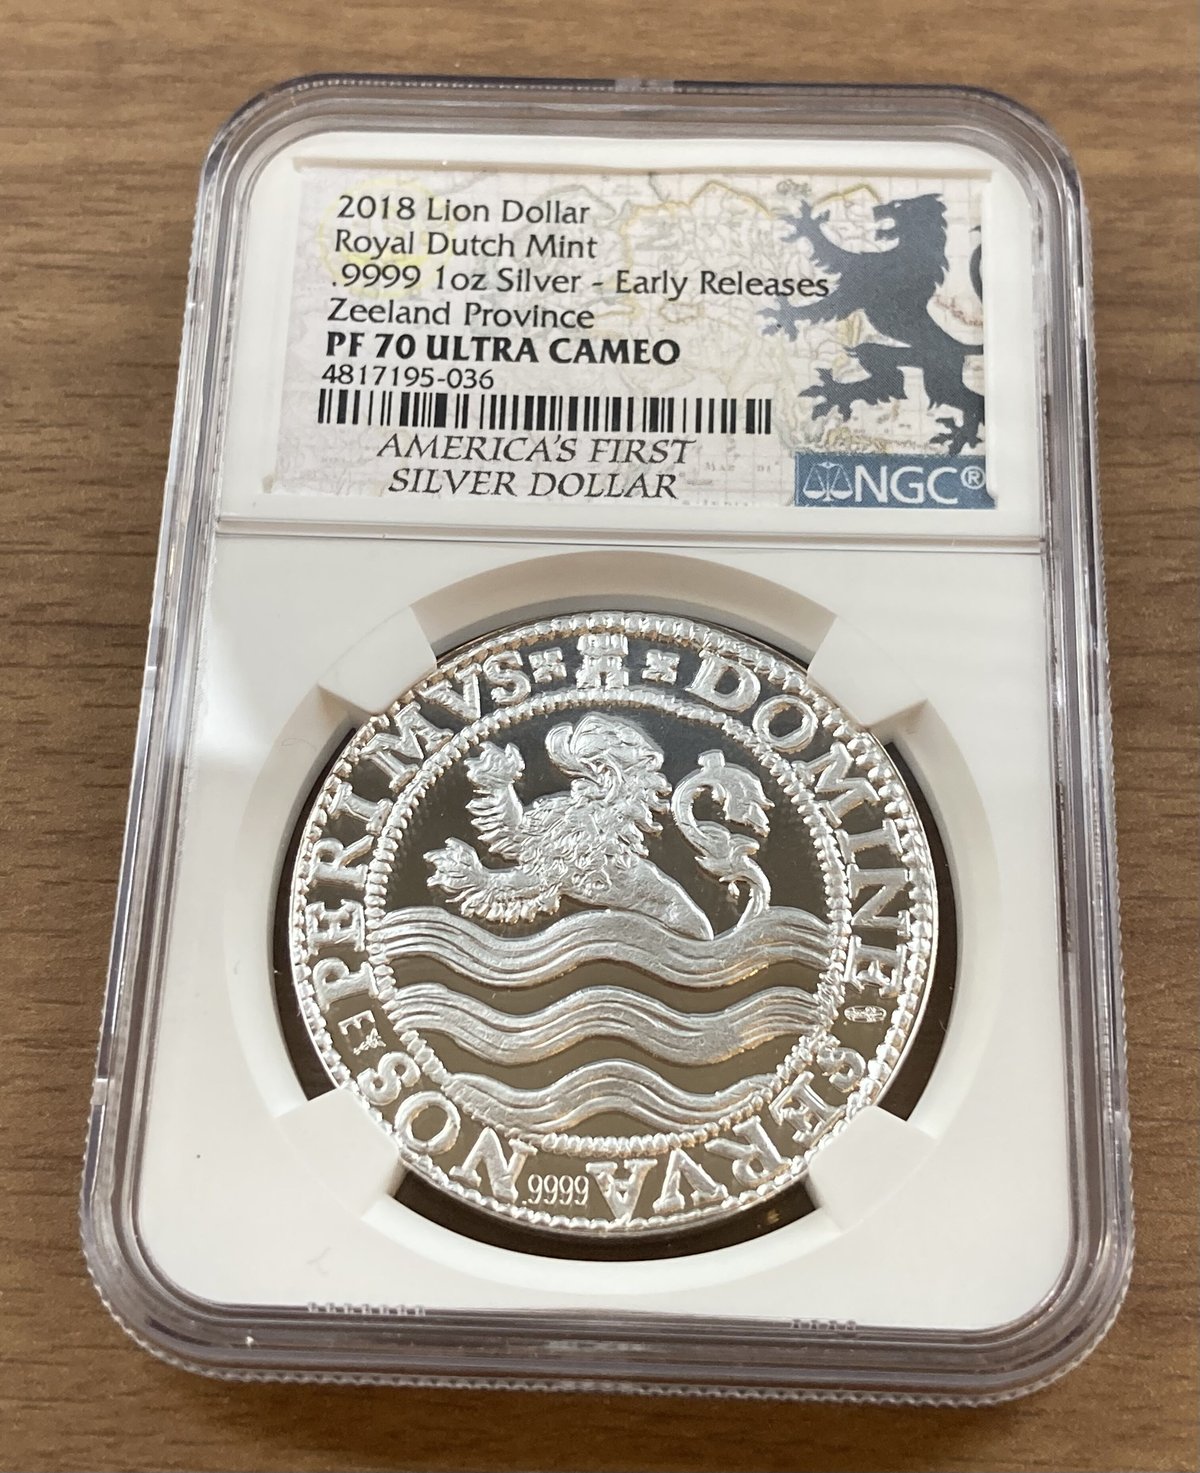 2018 Lion Dollar
Royal Dutch Mint
.9999 1oz Silver - Early Releases
Zeeland Province
PF 70 ULTRA CAMEO
4817195-036
AMERICA'S FIRST
SILVER DOLLAR
NGC®
DOMINE SERVA NOS PERIMVS
.9999